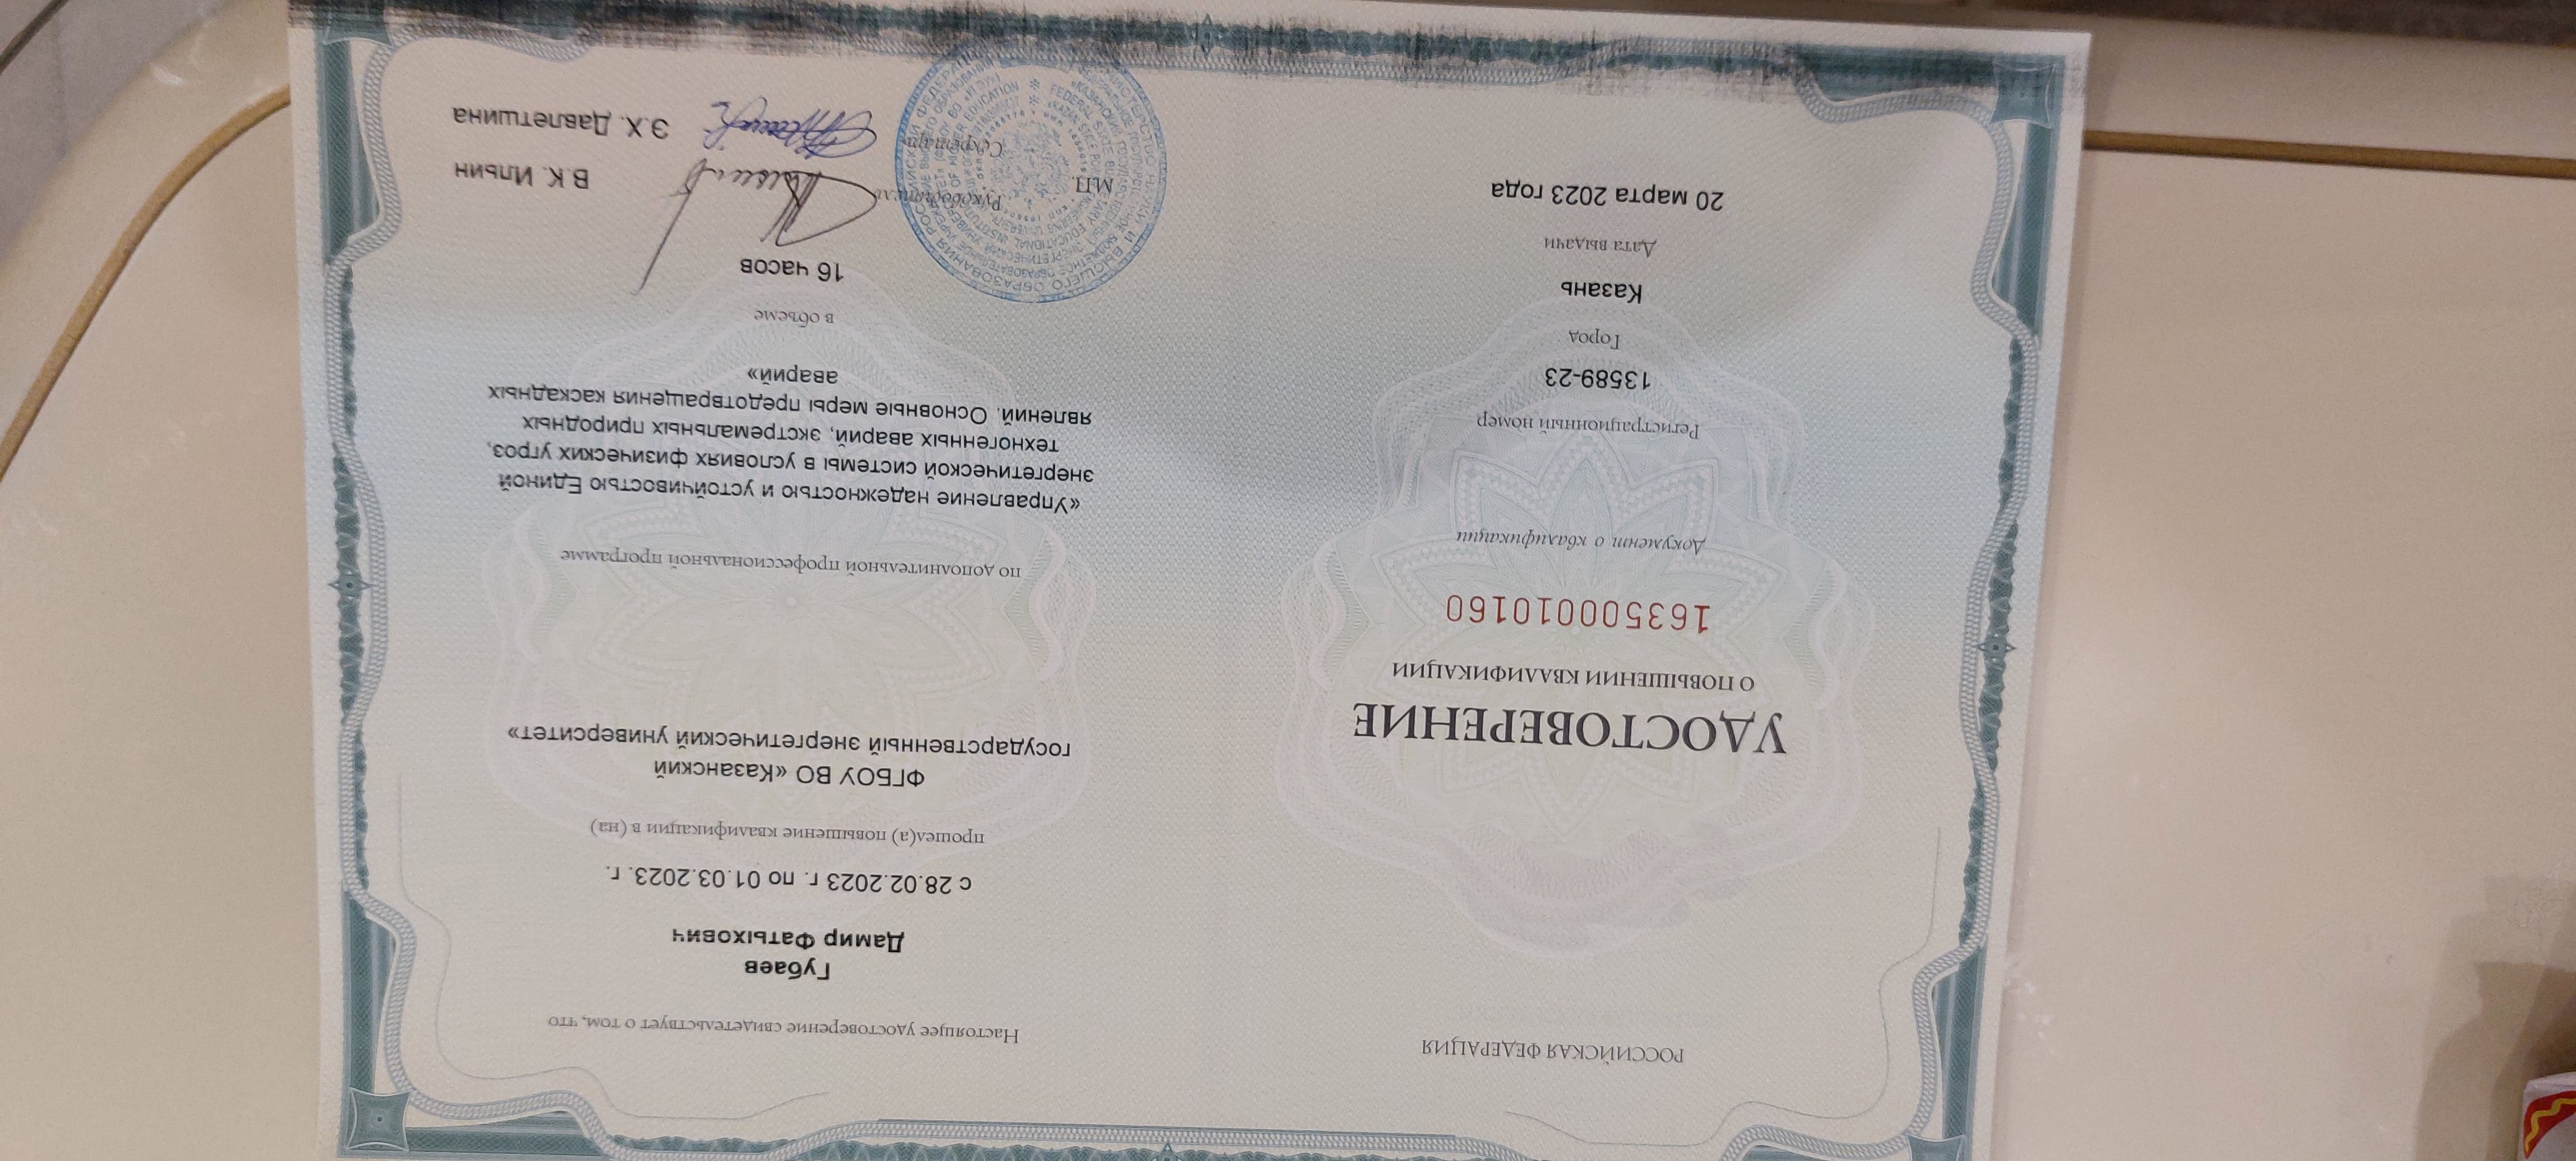 РОССИЙСКАЯ ФЕДЕРАЦИЯ
УДОСТОВЕРЕНИЕ
О ПОВЫШЕНИИ КВАЛИФИКАЦИИ
163500010160
Документ о квалификации
Регистрационный номер
13589-23
Город
Казань
Дата выдачи
20 марта 2023 года
Настоящее удостоверение свидетельствует о том, что
Губаев
Дамир Фатыхович
с 28.02.2023 г. по 01.03.2023. г.
прошел(а) повышение квалификации в (на)
ФГБОУ ВО «Казанский
государственный энергетический университет»
по дополнительной профессиональной программе
«Управление надежностью и устойчивостью Единой
энергетической системы в условиях физических угроз,
техногенных аварий, экстремальных природных
явлений. Основные меры предотвращения каскадных
аварий»
в объеме
16 часов
М.П.
Руководитель
В.К. Ильин
Секретарь
Э.Х. Давлетшина